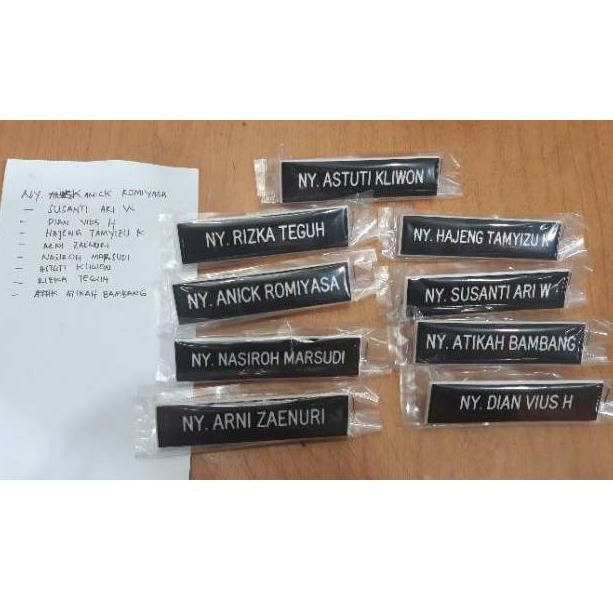 NY. ANICK ROMIYASA
- SUSANTI ARI W
- DIAN VIUS H
- HAJENG TAMYIZU K
- ARNI ZAENURI
- NASIROH MARSUDI
- ASTUTI KLIWON
- RIZKA TEGUH
- ATIKAH BAMBANG
NY. ASTUTI KLIWON
NY. RIZKA TEGUH
NY. HAJENG TAMYIZU K
NY. ANICK ROMIYASA
NY. SUSANTI ARI W
NY. NASIROH MARSUDI
NY. ATIKAH BAMBANG
NY. ARNI ZAENURI
NY. DIAN VIUS H